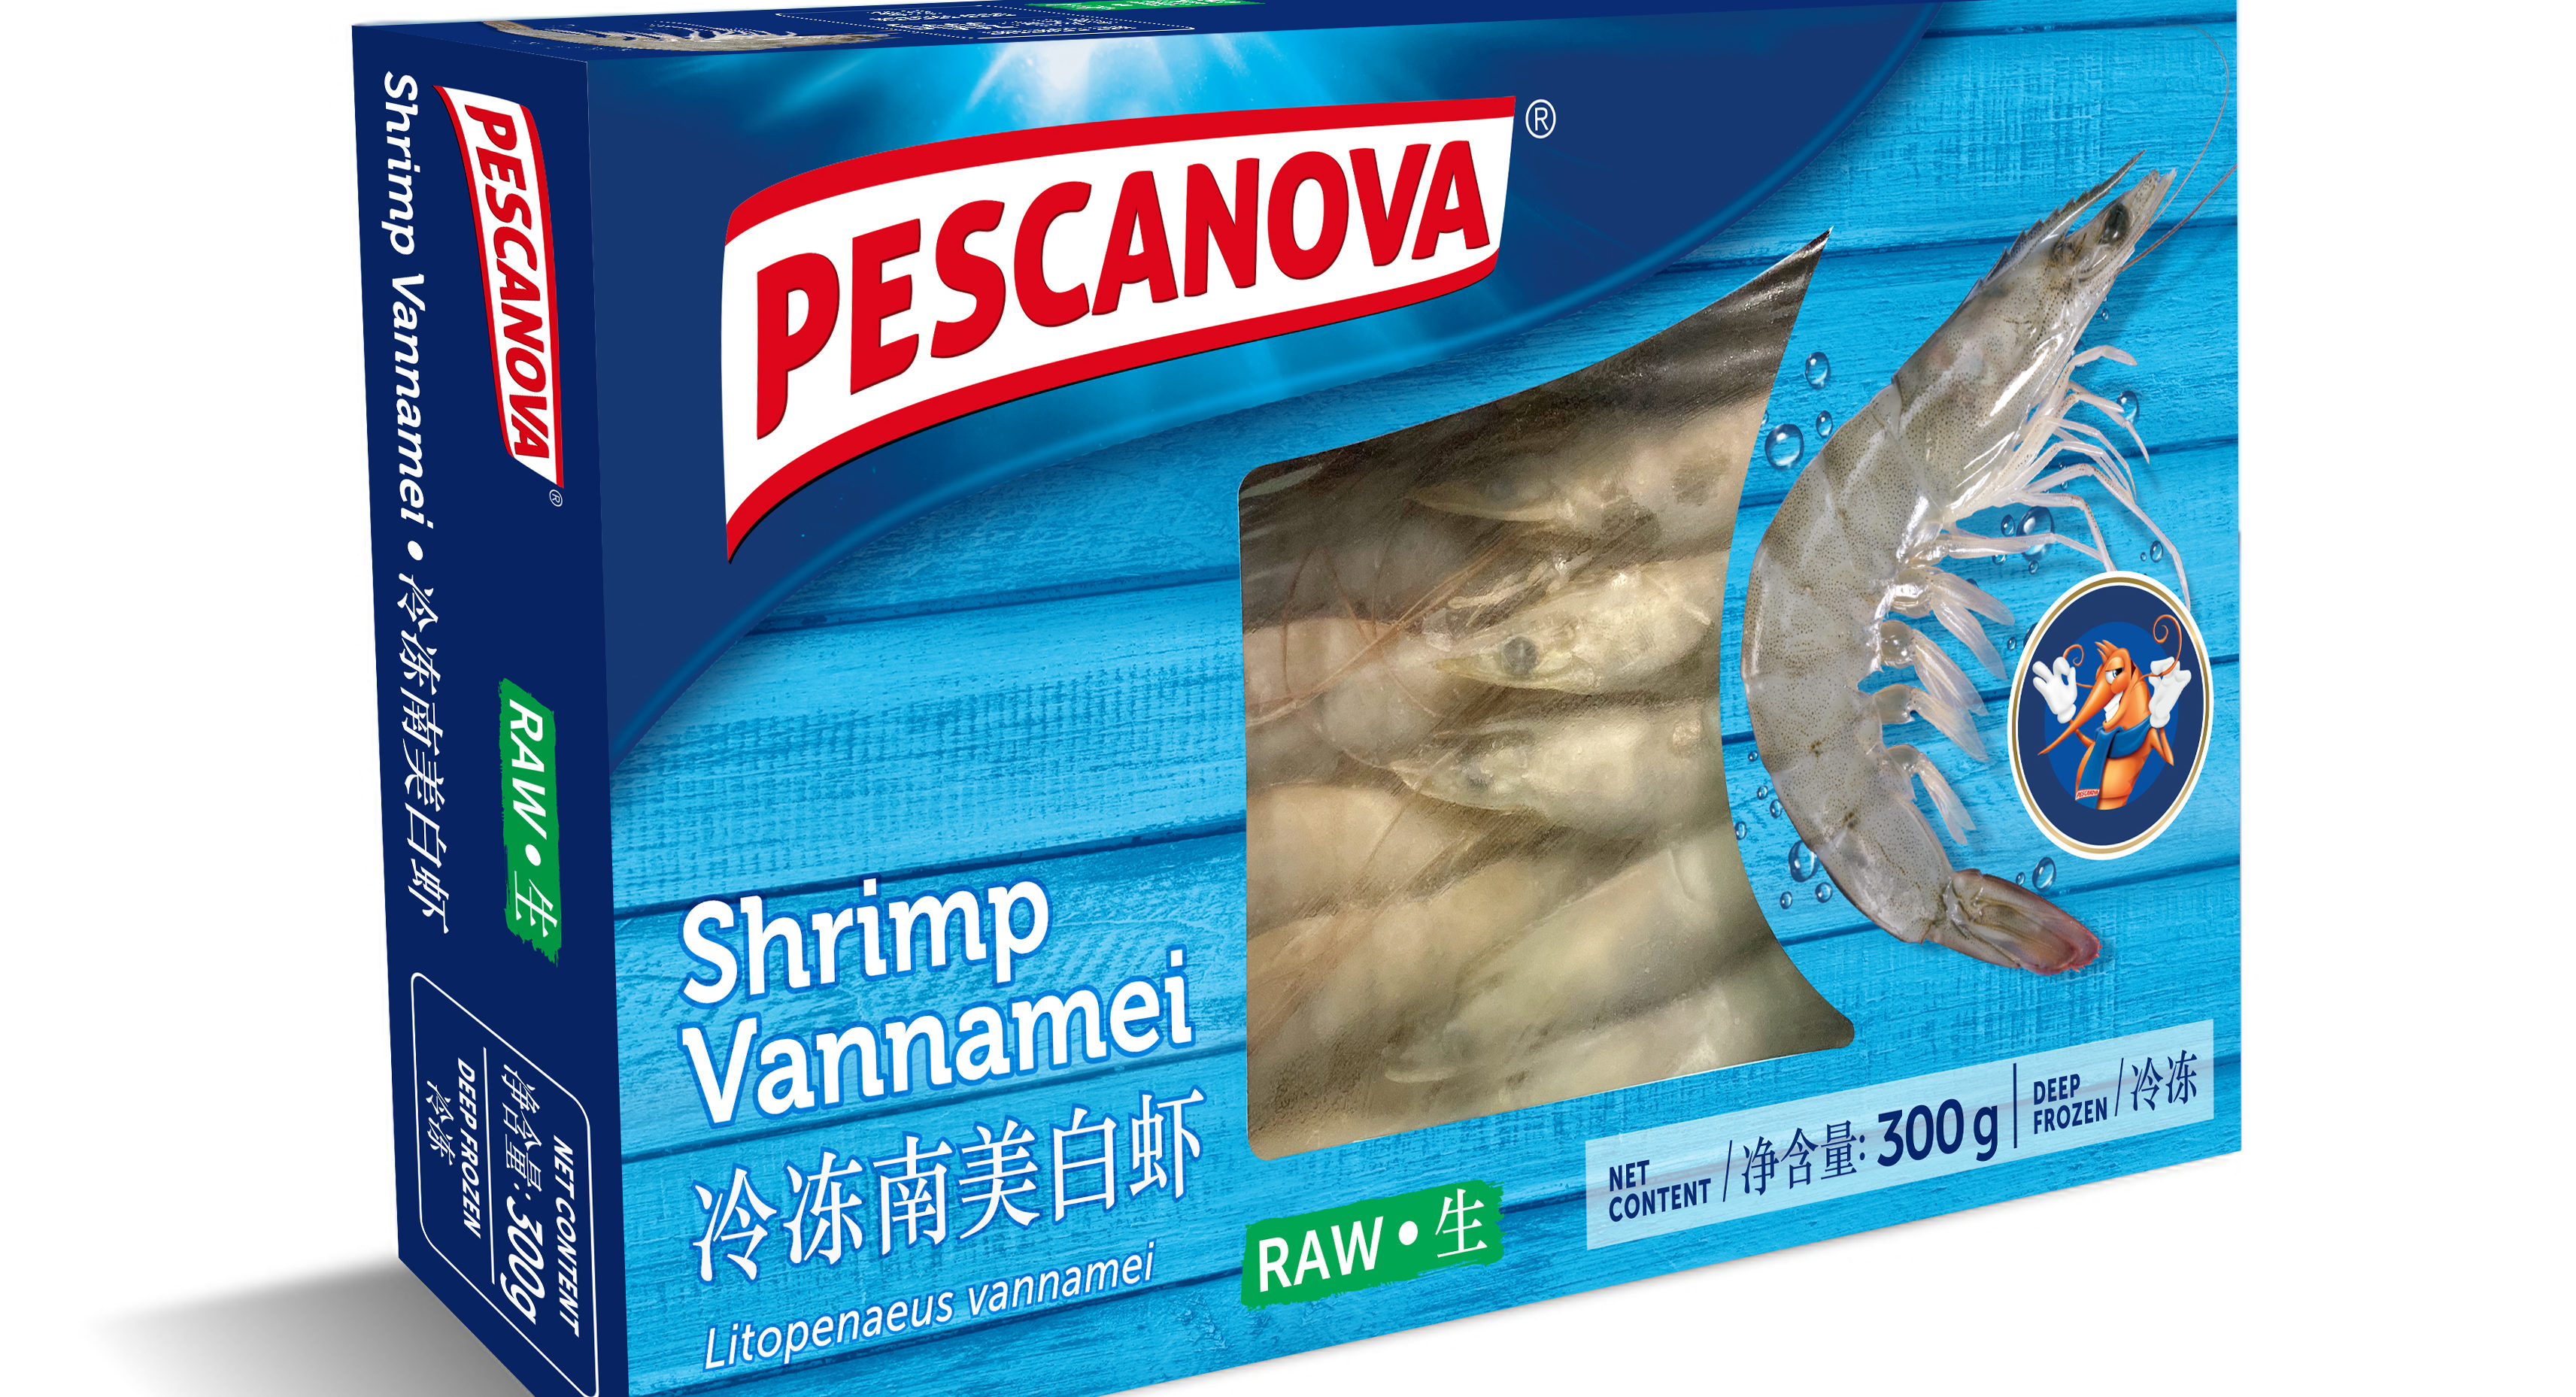 PESCANOVA
®
Shrimp
Vannamei
冷冻南美白虾
Litopenaeus vannamei
RAW • 生
NET
CONTENT / 净含量: 300 g
DEEP
FROZEN / 冷冻
PESCANOVA
PESCANOVA
®
Shrimp Vannamei • 冷冻南美白虾
RAW • 生
NET CONTENT
净含量: 300g
DEEP FROZEN
冷冻